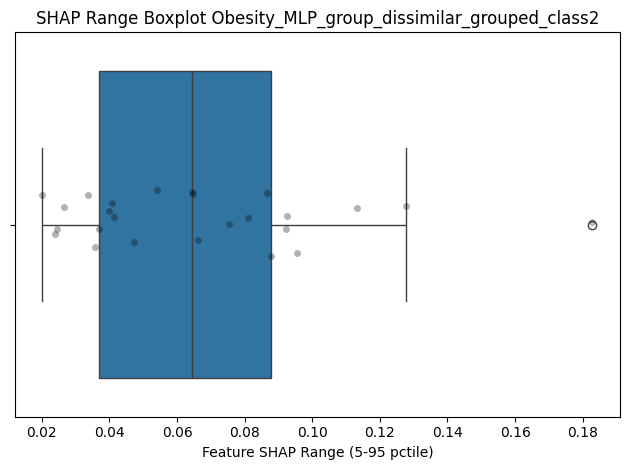 SHAP Range Boxplot Obesity_MLP_group_dissimilar_grouped_class2
0.02 0.04 0.06 0.08 0.10 0.12 0.14 0.16 0.18
Feature SHAP Range (5-95 pctile)